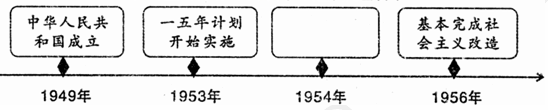 中华人民共
和国成立
一五年计划
开始实施
基本完成社
会主义改造
1949年
1953年
1954年
1956年